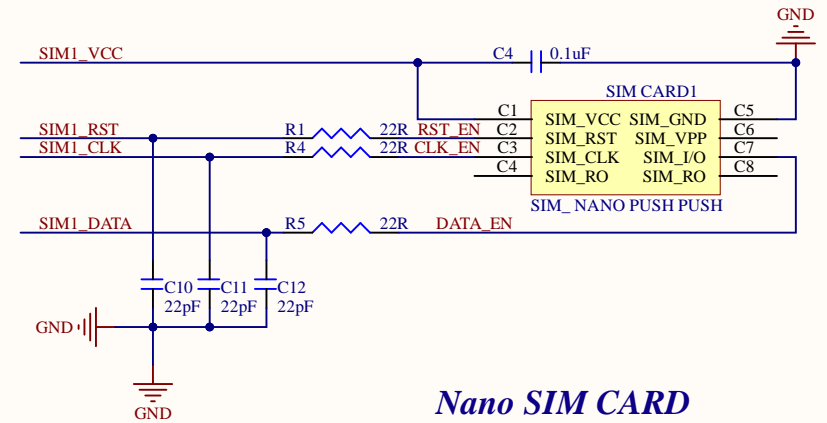 GND
SIM1_VCC C4 0.1uF
SIM CARD1
C1 SIM_VCC SIM_GND C5
SIM1_RST R1 22R RST_EN C2 SIM_RST SIM_VPP C6
SIM1_CLK R4 22R CLK_EN C3 SIM_CLK SIM_I/O C7
C4 SIM_RO SIM_RO C8
SIM_ NANO PUSH PUSH
SIM1_DATA R5 22R DATA_EN
C10 C11 C12
22pF 22pF 22pF
GND
GND
Nano SIM CARD